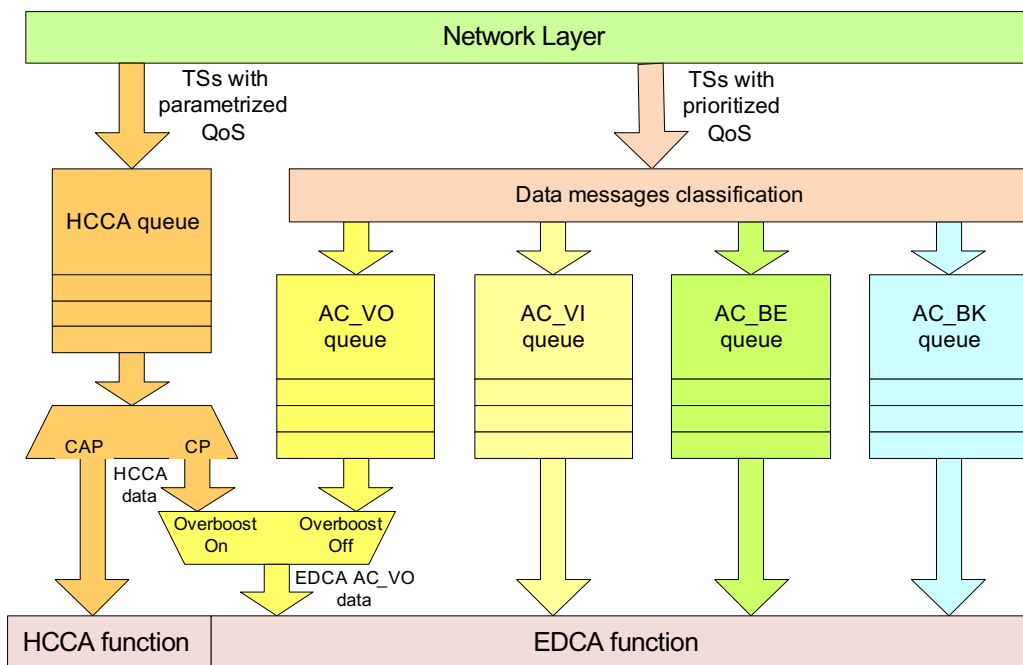 Network Layer
TSs with
parametrized
QoS
TSs with
prioritized
QoS
HCCA queue
Data messages classification
AC_VO
queue
AC_VI
queue
AC_BE
queue
AC_BK
queue
CAP
CP
HCCA
data
Overboost
On
Overboost
Off
EDCA AC_VO
data
HCCA function
EDCA function